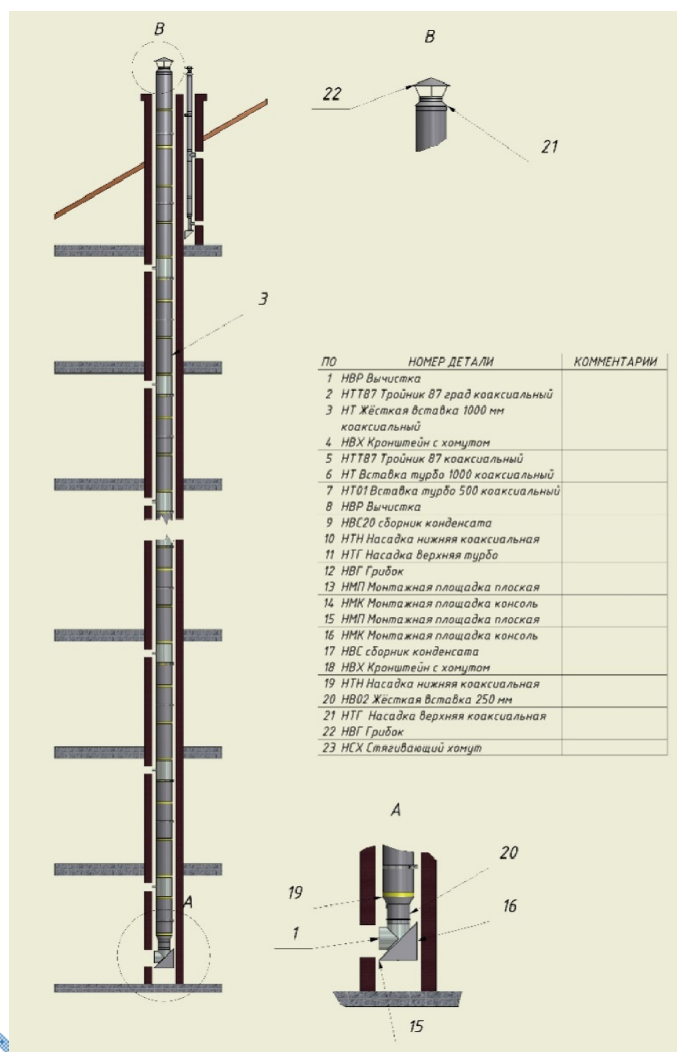 В
В
22
21
3
ПО НОМЕР ДЕТАЛИ КОММЕНТАРИИ
1 НВР Вычистка
2 НТТ87 Тройник 87 град коаксиальный
3 НТ Жёсткая вставка 1000 мм
коаксиальный
4 НВХ Кронштейн с хомутом
5 НТТ87 Тройник 87 коаксиальный
6 НТ Вставка турбо 1000 коаксиальный
7 НТ01 Вставка турбо 500 коаксиальный
8 НВР Вычистка
9 НВС20 сборник конденсата
10 НТН Насадка нижняя коаксиальная
11 НТГ Насадка верхняя турбо
12 НВГ Грибок
13 НМП Монтажная площадка плоская
14 НМК Монтажная площадка консоль
15 НМП Монтажная площадка плоская
16 НМК Монтажная площадка консоль
17 НВС сборник конденсата
18 НВХ Кронштейн с хомутом
19 НТН Насадка нижняя коаксиальная
20 НВ02 Жёсткая вставка 250 мм
21 НТГ Насадка верхняя коаксиальная
22 НВГ Грибок
23 НСХ Стягивающий хомут
А
А
20
19
16
1
15